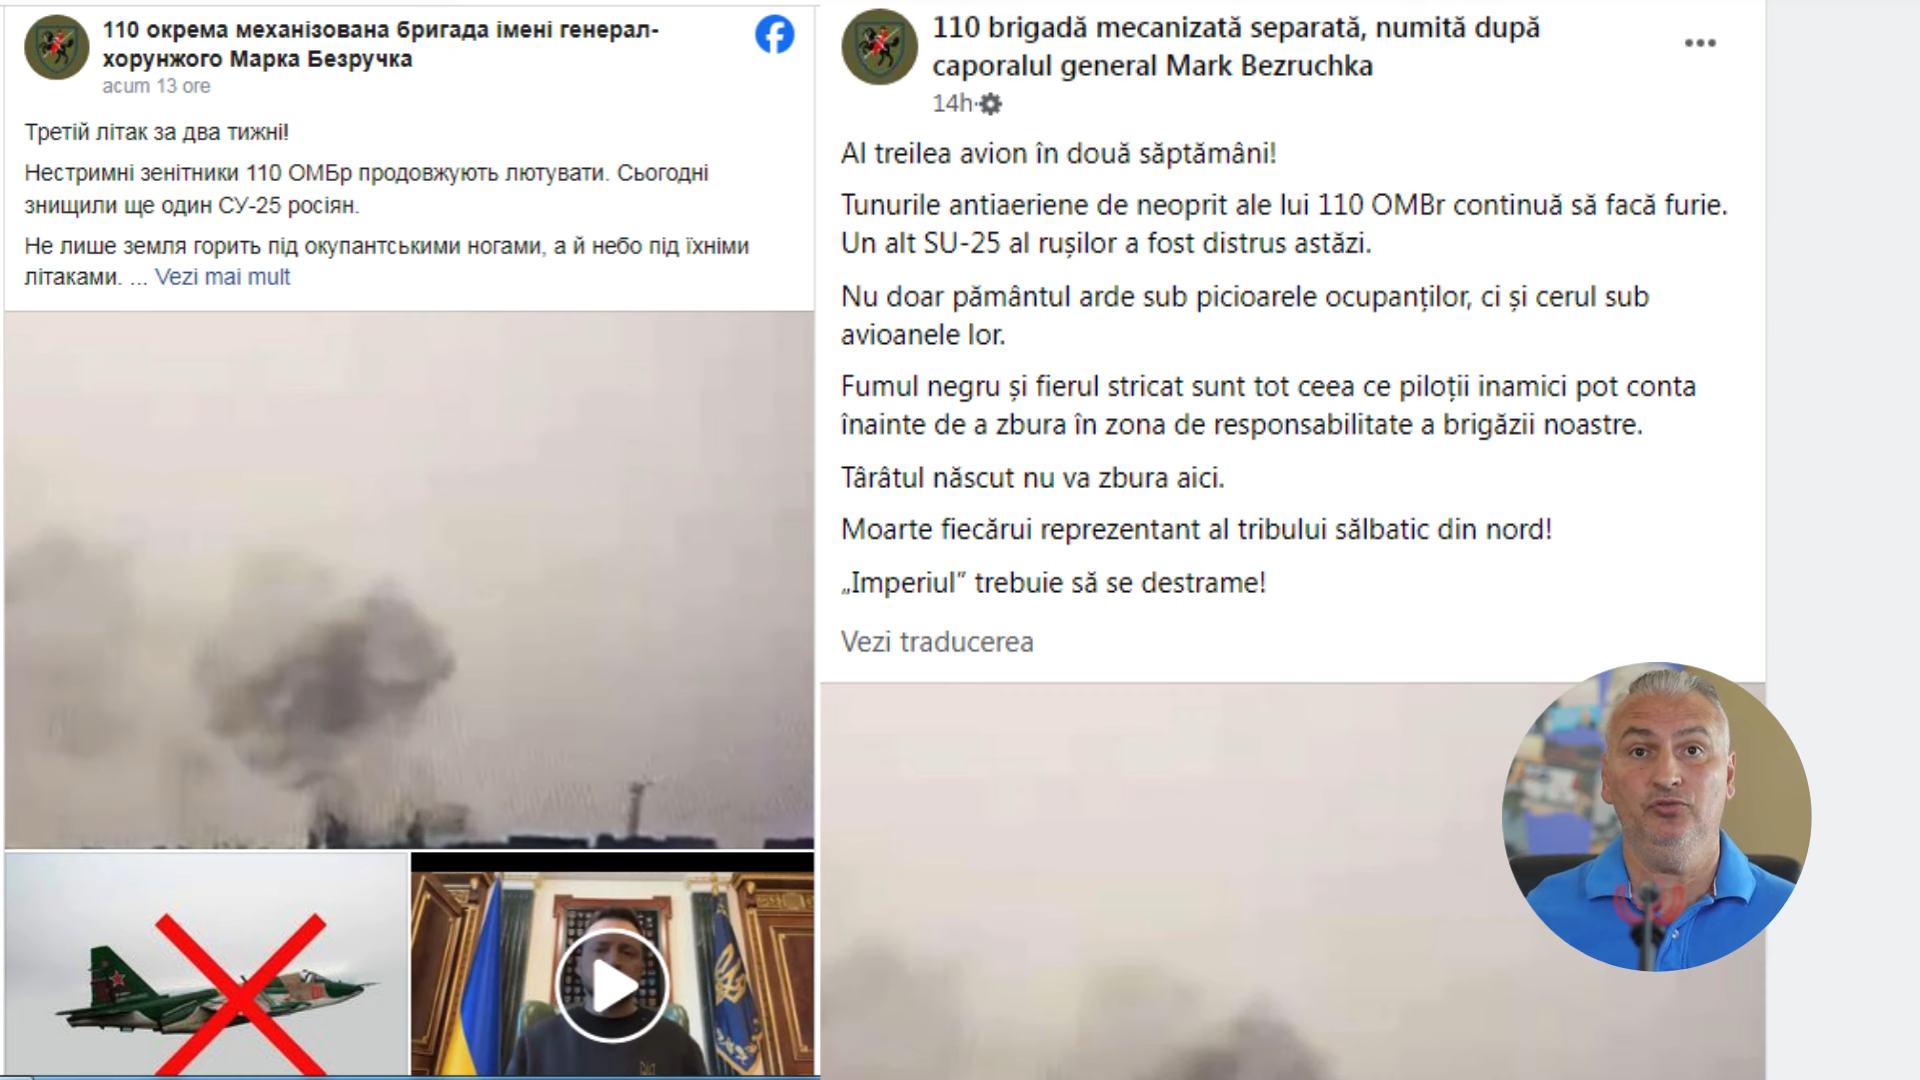 110 окрема механізована бригада імені генерал-
хорунжого Марка Безручка
acum 13 ore
Третій літак за два тижні!
Нестримні зенітники 110 ОМБр продовжують лютувати. Сьогодні
знищили ще один СУ-25 росіян.
Не лише земля горить під окупантськими ногами, а й небо під їхніми
літаками. ... Vezi mai mult
110 brigadă mecanizată separată, numită după
caporalul general Mark Bezruchka
14h·
Al treilea avion în două săptămâni!
Tunurile antiaeriene de neoprit ale lui 110 OMBr continuă să facă furie.
Un alt SU-25 al rușilor a fost distrus astăzi.
Nu doar pământul arde sub picioarele ocupanților, ci și cerul sub
avioanele lor.
Fumul negru și fierul stricat sunt tot ceea ce piloții inamici pot conta
înainte de a zbura în zona de responsabilitate a brigăzii noastre.
Târâtul născut nu va zbura aici.
Moarte fiecărui reprezentant al tribului sălbatic din nord!
„Imperiul” trebuie să se destrame!
Vezi traducerea